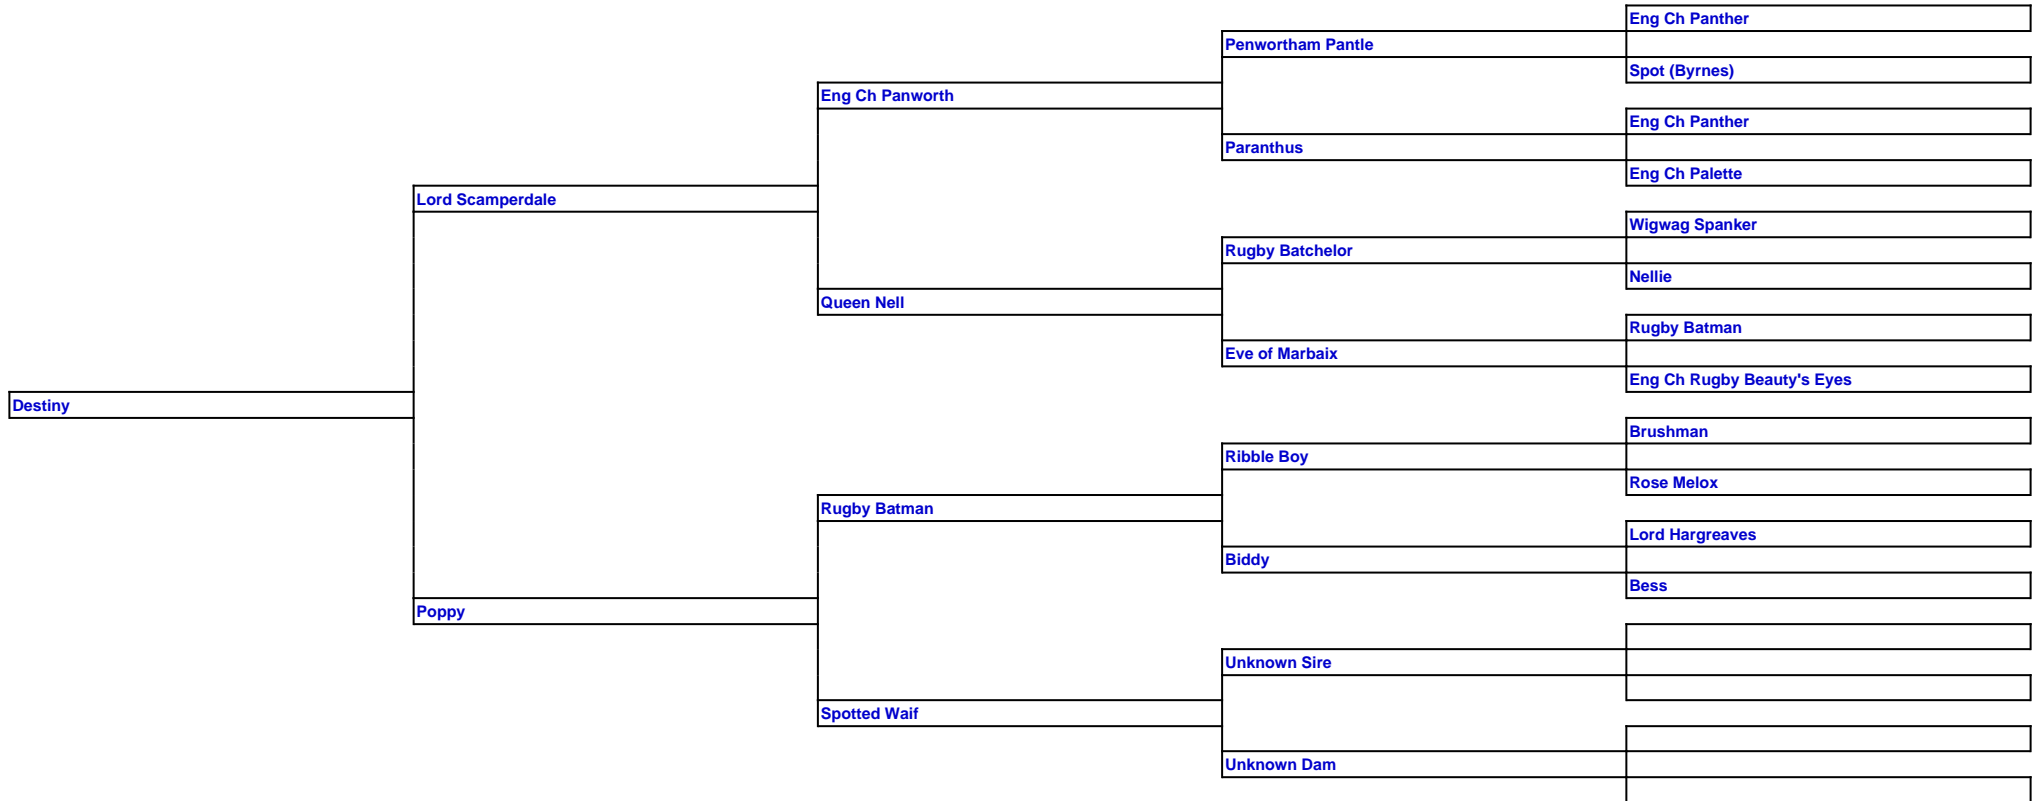 Eng Ch Panther
Penwortham Pantle
Spot (Byrnes)
Eng Ch Panworth
Eng Ch Panther
Paranthus
Eng Ch Palette
Lord Scamperdale
Wigwag Spanker
Rugby Batchelor
Nellie
Queen Nell
Rugby Batman
Eve of Marbaix
Eng Ch Rugby Beauty's Eyes
Destiny
Brushman
Ribble Boy
Rose Melox
Rugby Batman
Lord Hargreaves
Biddy
Bess
Poppy
Unknown Sire
Spotted Waif
Unknown Dam